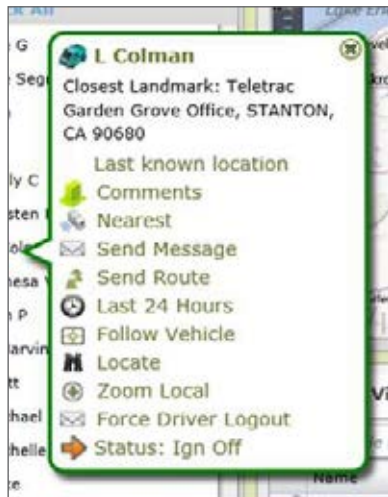 L Colman
Closest Landmark: Teletrac
Garden Grove Office, STANTON,
CA 90680
Last known location
Comments
Nearest
Send Message
Send Route
Last 24 Hours
Follow Vehicle
Locate
Zoom Local
Force Driver Logout
Status: Ign Off
Name